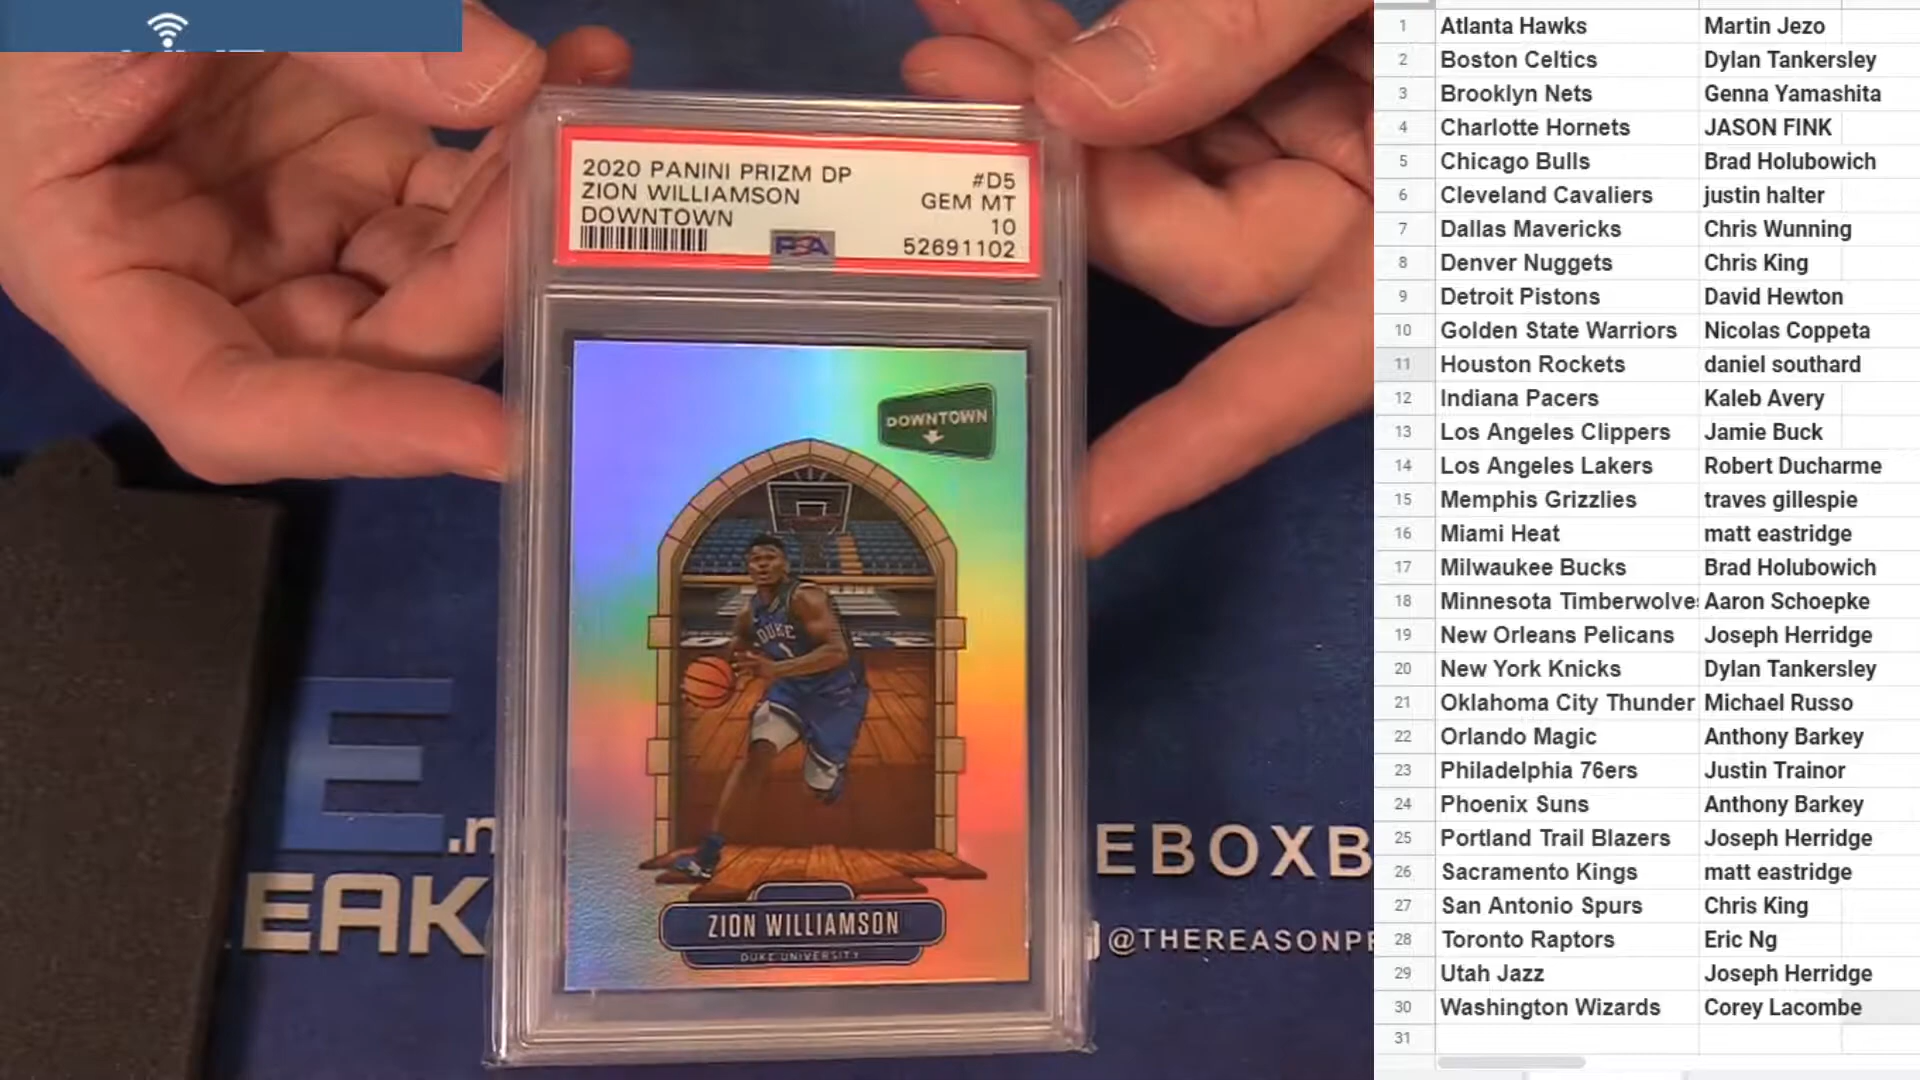 2020 PANINI PRIZM DP
ZION WILLIAMSON
DOWNTOWN
#D5
GEM MT
10
52691102
PSA
DOWNTOWN
DUKE
1
ZION WILLIAMSON
DUKE UNIVERSITY
E
.n
EAK
EBOXB
@THEREASONP
1 Atlanta Hawks Martin Jezo
2 Boston Celtics Dylan Tankersley
3 Brooklyn Nets Genna Yamashita
4 Charlotte Hornets JASON FINK
5 Chicago Bulls Brad Holubowich
6 Cleveland Cavaliers justin halter
7 Dallas Mavericks Chris Wunning
8 Denver Nuggets Chris King
9 Detroit Pistons David Hewton
10 Golden State Warriors Nicolas Coppeta
11 Houston Rockets daniel southard
12 Indiana Pacers Kaleb Avery
13 Los Angeles Clippers Jamie Buck
14 Los Angeles Lakers Robert Ducharme
15 Memphis Grizzlies traves gillespie
16 Miami Heat matt eastridge
17 Milwaukee Bucks Brad Holubowich
18 Minnesota Timberwolves Aaron Schoepke
19 New Orleans Pelicans Joseph Herridge
20 New York Knicks Dylan Tankersley
21 Oklahoma City Thunder Michael Russo
22 Orlando Magic Anthony Barkey
23 Philadelphia 76ers Justin Trainor
24 Phoenix Suns Anthony Barkey
25 Portland Trail Blazers Joseph Herridge
26 Sacramento Kings matt eastridge
27 San Antonio Spurs Chris King
28 Toronto Raptors Eric Ng
29 Utah Jazz Joseph Herridge
30 Washington Wizards Corey Lacombe
31